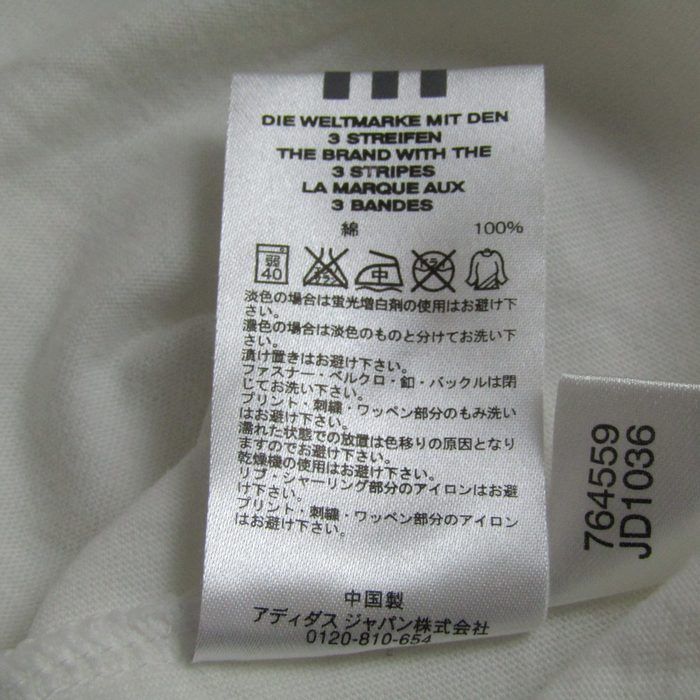 DIE WELTMARKE MIT DEN
3 STREIFEN
THE BRAND WITH THE
3 STRIPES
LA MARQUE AUX
3 BANDES
綿 100%
弱
40
エンソサラシ
中
ドライ
淡色の場合は蛍光増白剤の使用はお避け下
さい。
濃色の場合は淡色のものと分けてお洗い下
さい。
漬け置きはお避け下さい。
ファスナー・ベルクロ・釦・バックルは閉
じてお洗い下さい。
プリント・刺繍・ワッペン部分のもみ洗い
はお避け下さい。
濡れた状態での放置は色移りの原因となり
ますのでお避け下さい。
乾燥機の使用はお避け下さい。
リブ・シャーリング部分のアイロンはお避
け下さい。
プリント・刺繍・ワッペン部分のアイロン
はお避け下さい。
中国製
アディダス ジャパン株式会社
0120-810-654
764559
JD1036